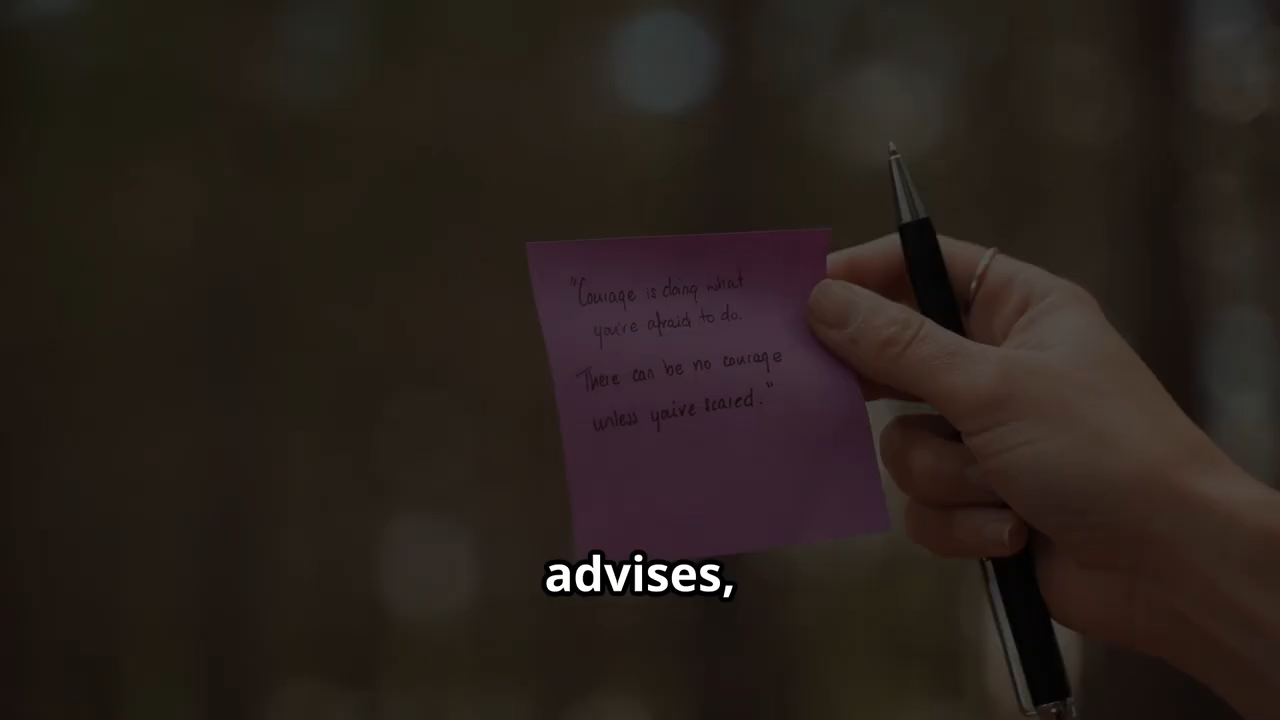 "Courage is doing what
you're afraid to do.
There can be no courage
unless you're scared."
advises,